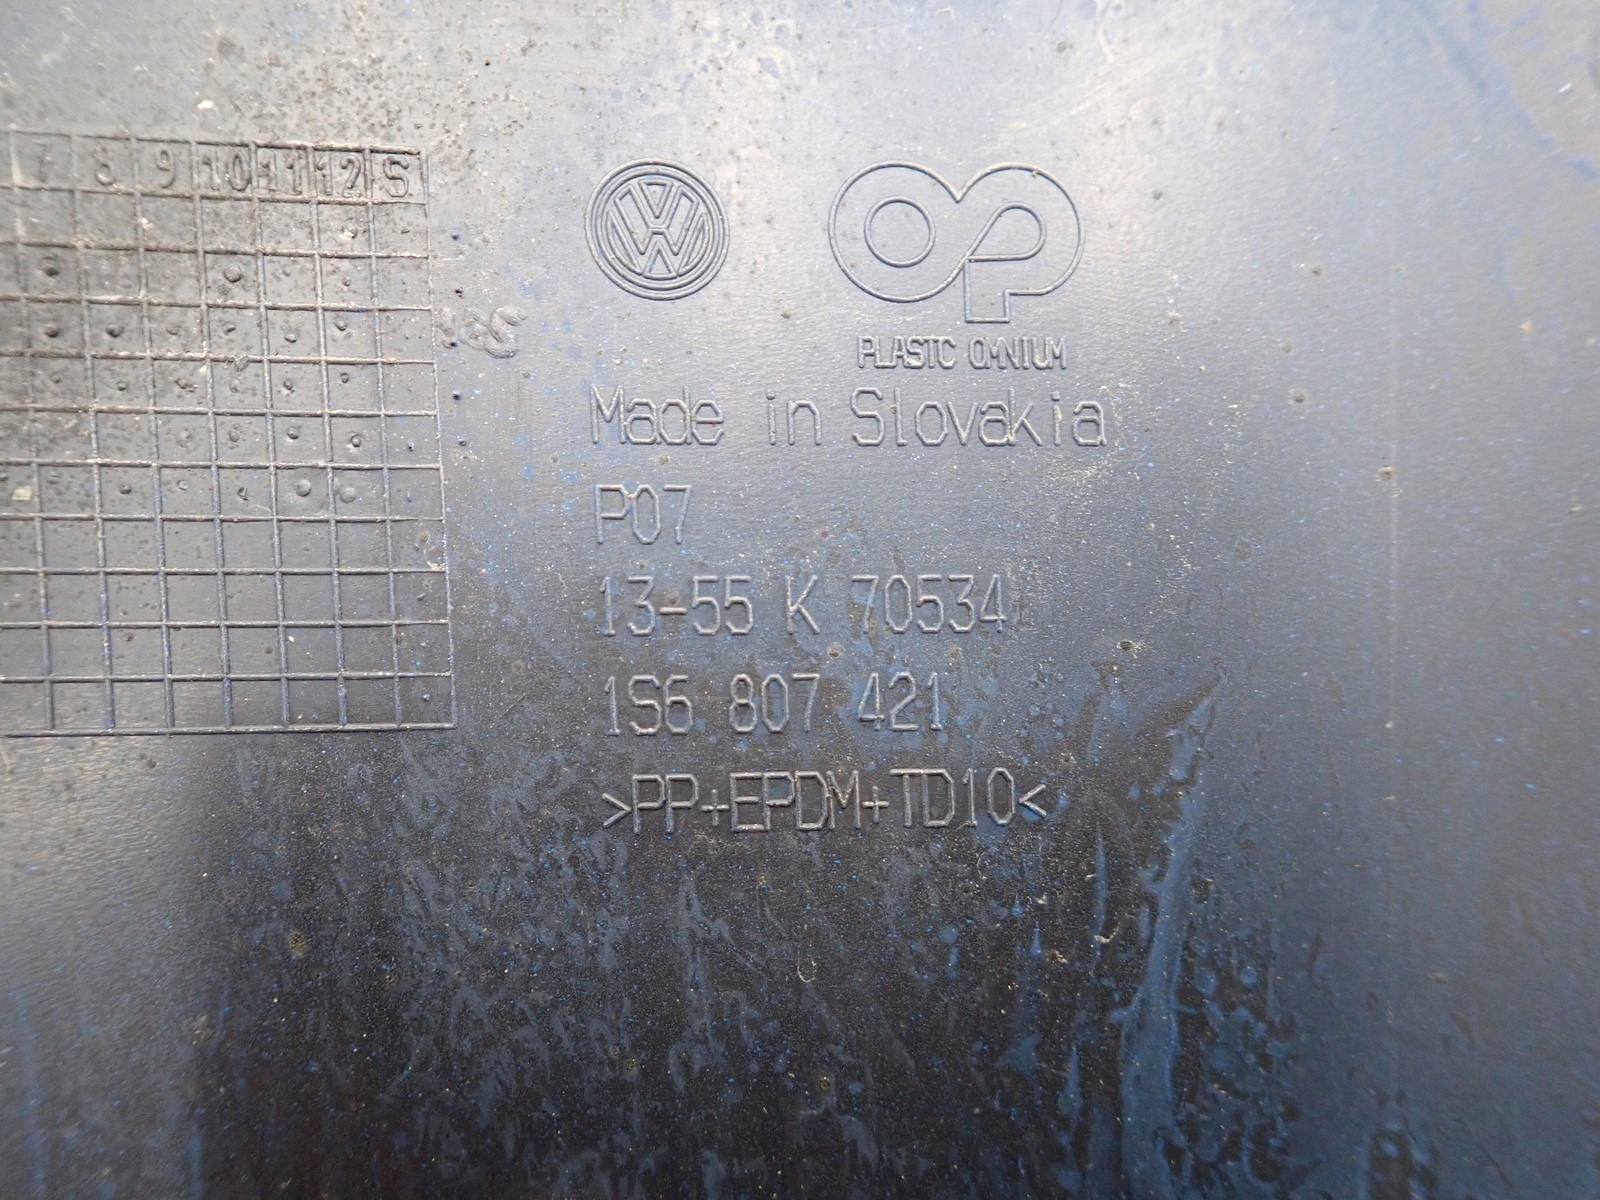 7 8 9 10 11 12 S
PLASTIC OMNIUM
Made in Slovakia
P07
13-55 K 70534
1S6 807 421
>PP+EPDM+TD10<